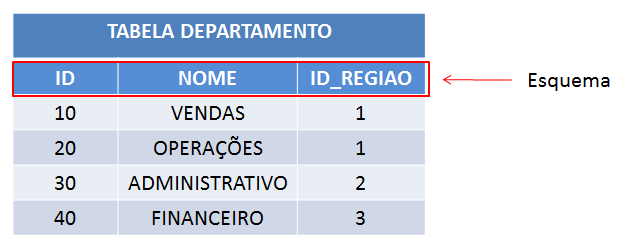 TABELA DEPARTAMENTO
ID NOME ID_REGIAO
Esquema
10 VENDAS 1
20 OPERAÇÕES 1
30 ADMINISTRATIVO 2
40 FINANCEIRO 3